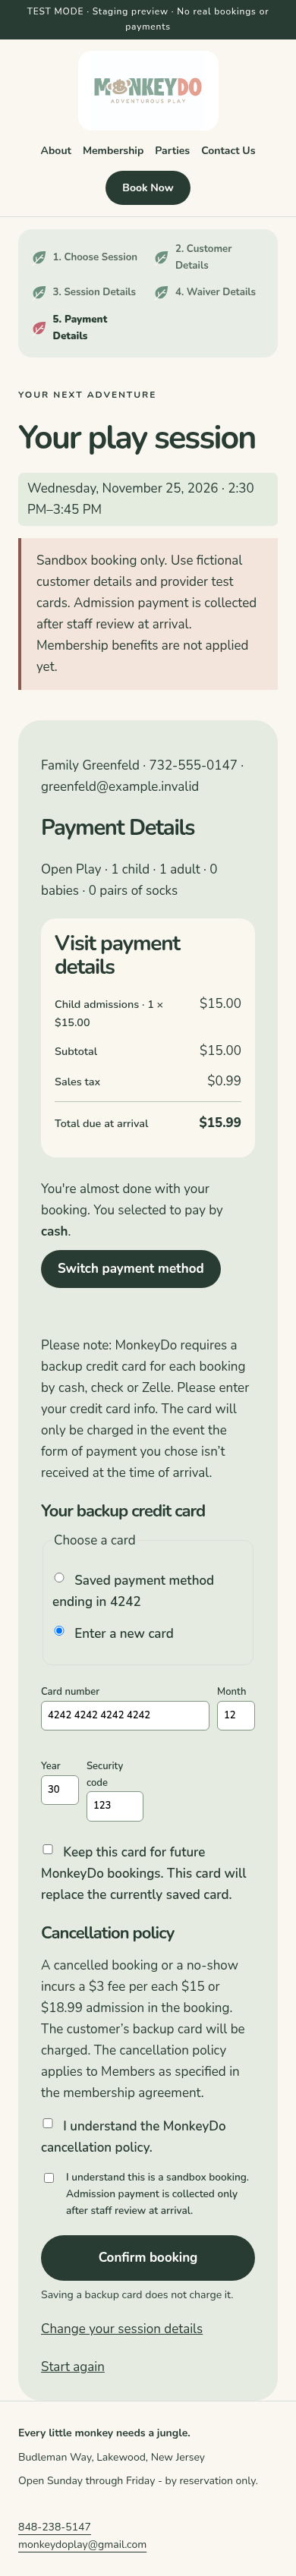 TEST MODE · Staging preview · No real bookings or
payments
MONKEYDO
ADVENTUROUS PLAY
About Membership Parties Contact Us
Book Now
1. Choose Session
2. Customer
Details
3. Session Details
4. Waiver Details
5. Payment
Details
YOUR NEXT ADVENTURE
Your play session
Wednesday, November 25, 2026 · 2:30
PM–3:45 PM
Sandbox booking only. Use fictional
customer details and provider test
cards. Admission payment is collected
after staff review at arrival.
Membership benefits are not applied
yet.
Family Greenfeld · 732-555-0147 ·
greenfeld@example.invalid
Payment Details
Open Play · 1 child · 1 adult · 0
babies · 0 pairs of socks
Visit payment
details
Child admissions · 1 × $15.00
$15.00
Subtotal $15.00
Sales tax $0.99
Total due at arrival $15.99
You're almost done with your
booking. You selected to pay by
cash.
Switch payment method
Please note: MonkeyDo requires a
backup credit card for each booking
by cash, check or Zelle. Please enter
your credit card info. The card will
only be charged in the event the
form of payment you chose isn't
received at the time of arrival.
Your backup credit card
Choose a card
Saved payment method
ending in 4242
Enter a new card
Card number Month
4242 4242 4242 4242 12
Year Security
code
30 123
Keep this card for future
MonkeyDo bookings. This card will
replace the currently saved card.
Cancellation policy
A cancelled booking or a no-show
incurs a $3 fee per each $15 or
$18.99 admission in the booking.
The customer's backup card will be
charged. The cancellation policy
applies to Members as specified in
the membership agreement.
I understand the MonkeyDo
cancellation policy.
I understand this is a sandbox booking.
Admission payment is collected only
after staff review at arrival.
Confirm booking
Saving a backup card does not charge it.
Change your session details
Start again
Every little monkey needs a jungle.
Budleman Way, Lakewood, New Jersey
Open Sunday through Friday - by reservation only.
848-238-5147
monkeydoplay@gmail.com